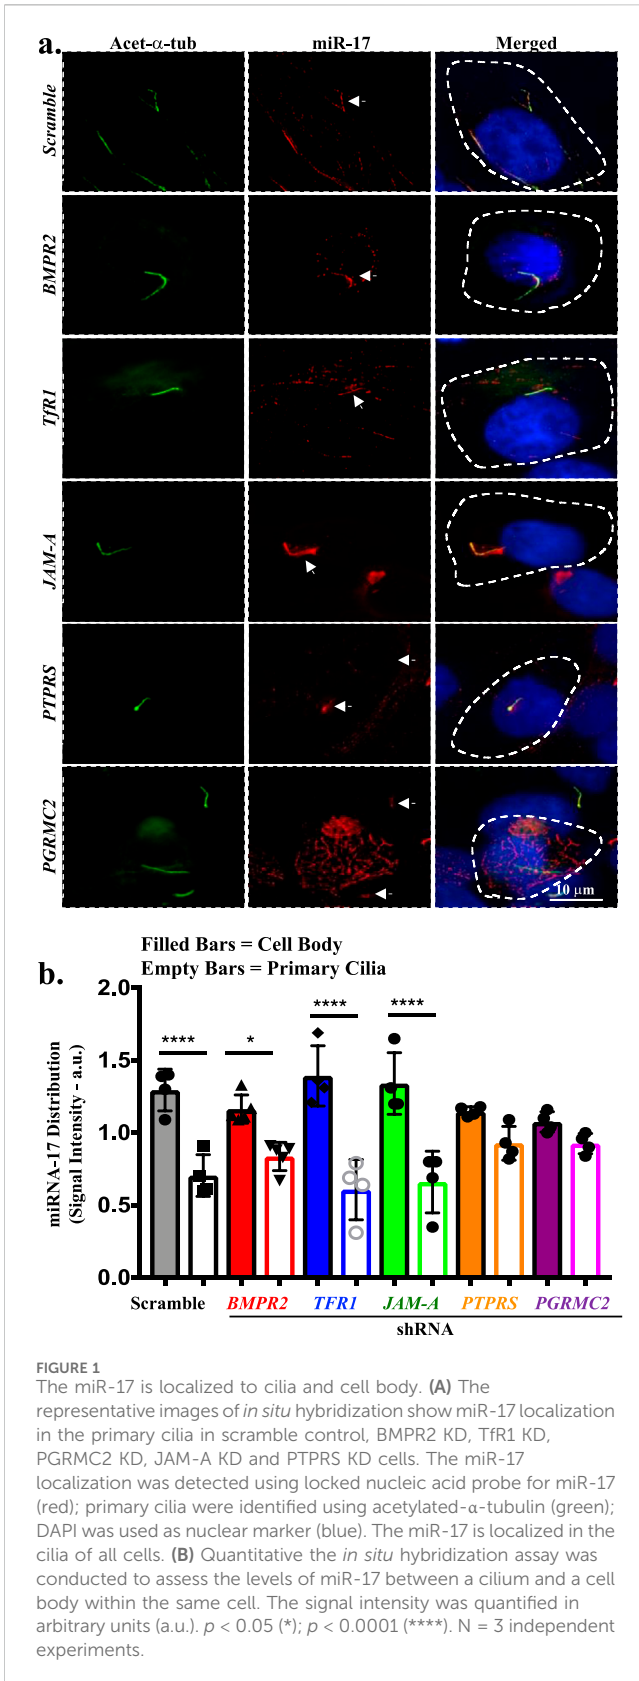 a.
Acet-α-tub miR-17 Merged
Scramble
BMPR2
TfR1
JAM-A
PTPRS
PGRMC2
10 µm
b.
Filled Bars = Cell Body
Empty Bars = Primary Cilia
miRNA-17 Distribution
(Signal Intensity - a.u.)
2.0
1.5
1.0
0.5
0.0
**** * **** ****
Scramble BMPR2 TFR1 JAM-A PTPRS PGRMC2
shRNA
FIGURE 1
The miR-17 is localized to cilia and cell body. (A) The
representative images of in situ hybridization show miR-17 localization
in the primary cilia in scramble control, BMPR2 KD, TfR1 KD,
PGRMC2 KD, JAM-A KD and PTPRS KD cells. The miR-17
localization was detected using locked nucleic acid probe for miR-17
(red); primary cilia were identified using acetylated-α-tubulin (green);
DAPI was used as nuclear marker (blue). The miR-17 is localized in the
cilia of all cells. (B) Quantitative the in situ hybridization assay was
conducted to assess the levels of miR-17 between a cilium and a cell
body within the same cell. The signal intensity was quantified in
arbitrary units (a.u.). p < 0.05 (*); p < 0.0001 (****). N = 3 independent
experiments.